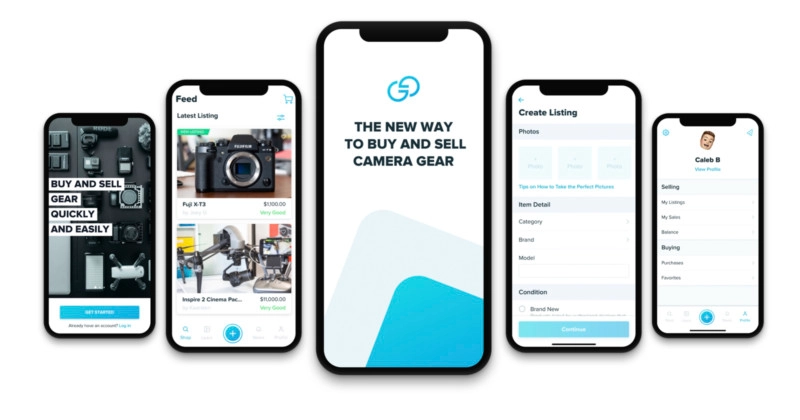 BUY AND SELL
GEAR
QUICKLY
AND EASILY
GET STARTED
Already have an account? Log In
Feed
Latest Listing
Fuji X-T3
$1,100.00
Very Good
Inspire 2 Cinema Pac...
$11,000.00
Very Good
Shop
THE NEW WAY
TO BUY AND SELL
CAMERA GEAR
Create Listing
Photos
+
Photo
+
Photo
+
Photo
Tips on How to Take the Perfect Pictures
Item Detail
Category
Brand
Model
Condition
Brand New
Continue
Caleb B
View Profile
Selling
My Listings
My Sales
Balance
Buying
Purchases
Favorites
Profile